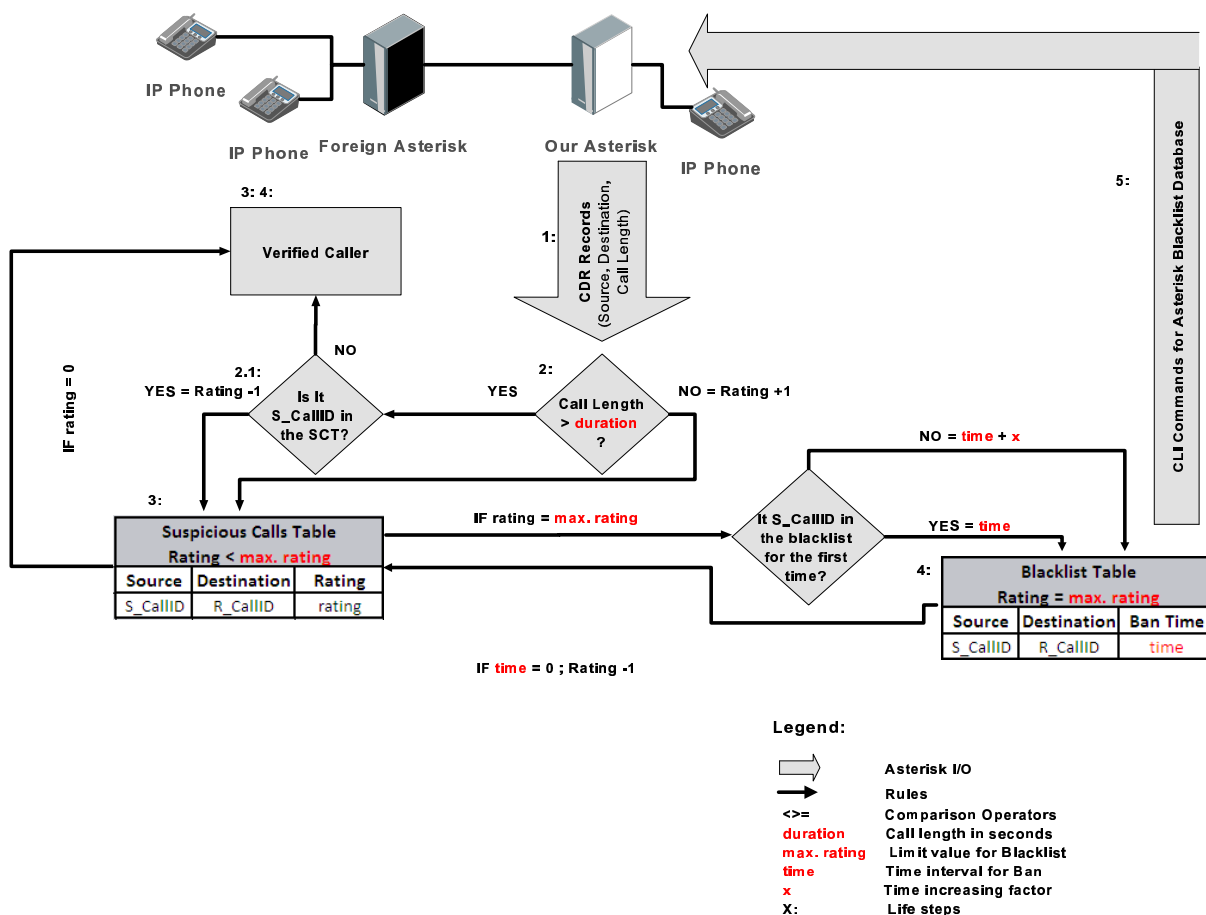 IP Phone
IP Phone
Foreign Asterisk
Our Asterisk
IP Phone
3: 4:
Verified Caller
1:
CDR Records
(Source, Destination,
Call Length)
5:
CLI Commands for Asterisk Blacklist Database
IF rating = 0
NO
2.1:
YES = Rating -1
Is It
S_CallID in
the SCT?
YES
2:
Call Length
> duration
?
NO = Rating +1
3:
Suspicious Calls Table
Rating < max. rating
Source Destination Rating
S_CallID R_CallID rating
IF rating = max. rating
It S_CallID in
the blacklist
for the first
time?
NO = time + x
YES = time
4:
Blacklist Table
Rating = max. rating
Source Destination Ban Time
S_CallID R_CallID time
IF time = 0 ; Rating -1
Legend:
Asterisk I/O
Rules
<>= Comparison Operators
duration Call length in seconds
max. rating Limit value for Blacklist
time Time interval for Ban
x Time increasing factor
X: Life steps